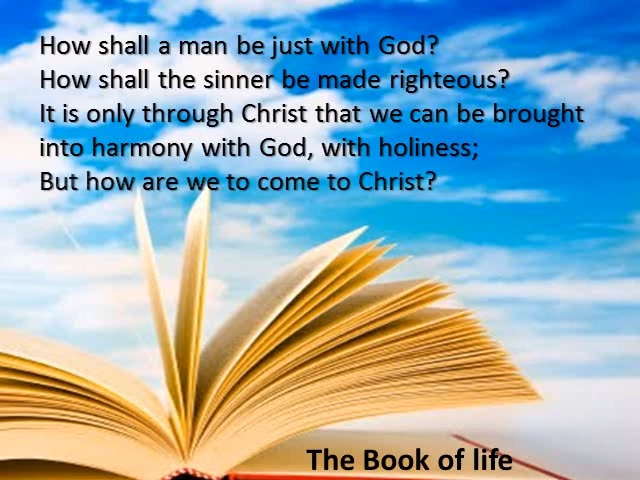 How shall a man be just with God?
How shall the sinner be made righteous?
It is only through Christ that we can be brought
into harmony with God, with holiness;
But how are we to come to Christ?
The Book of life